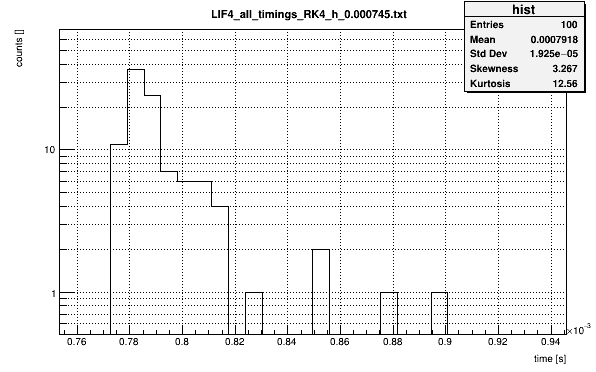 LIF4_all_timings_RK4_h_0.000745.txt
hist
Entries 100
Mean 0.0007918
Std Dev 1.925e−05
Skewness 3.267
Kurtosis 12.56
counts []
10
1
0.76 0.78 0.8 0.82 0.84 0.86 0.88 0.9 0.92 0.94
×10⁻³
time [s]